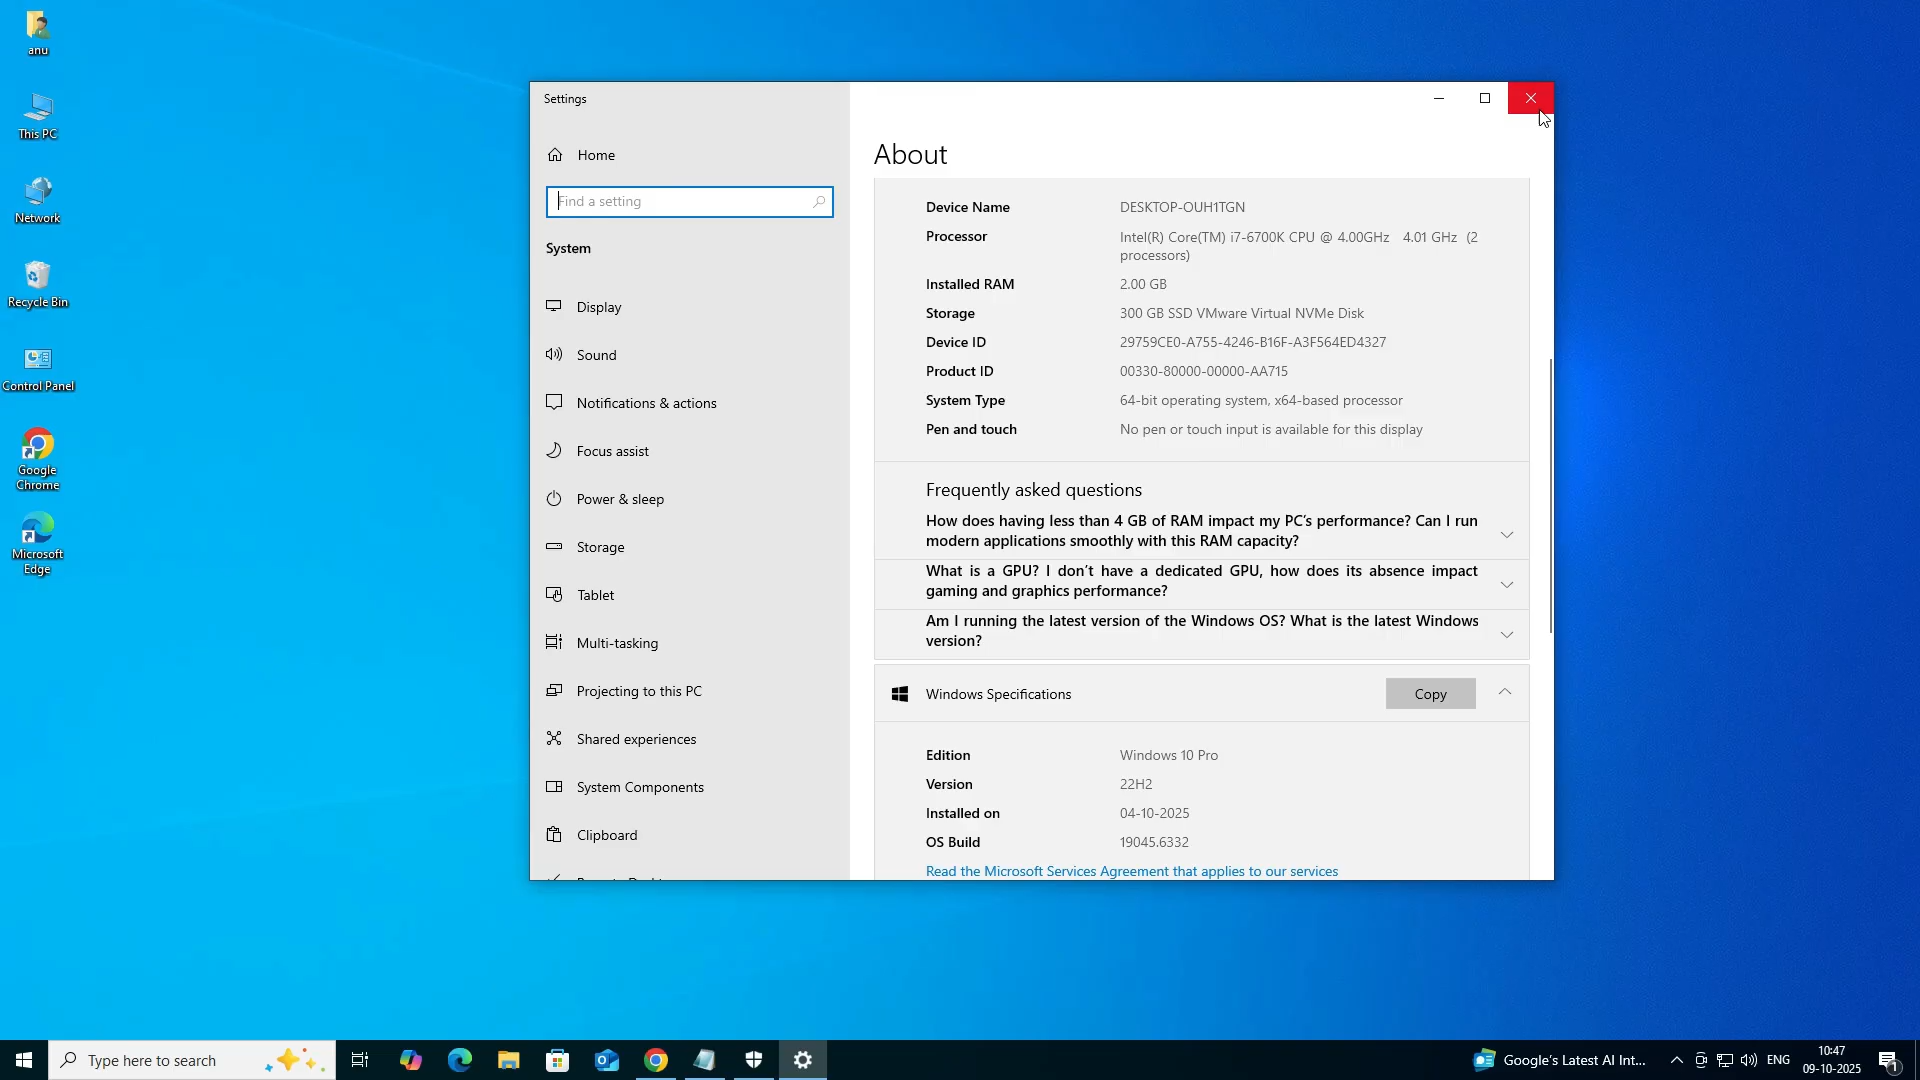 anu
This PC
Network
Recycle Bin
Control Panel
Google
Chrome
Microsoft
Edge
Settings
Home
Find a setting
System
Display
Sound
Notifications & actions
Focus assist
Power & sleep
Storage
Tablet
Multi-tasking
Projecting to this PC
Shared experiences
System Components
Clipboard
About
Device Name DESKTOP-OUH1TGN
Processor Intel(R) Core(TM) i7-6700K CPU @ 4.00GHz 4.01 GHz (2
processors)
Installed RAM 2.00 GB
Storage 300 GB SSD VMware Virtual NVMe Disk
Device ID 29759CE0-A755-4246-B16F-A3F564ED4327
Product ID 00330-80000-00000-AA715
System Type 64-bit operating system, x64-based processor
Pen and touch No pen or touch input is available for this display
Frequently asked questions
How does having less than 4 GB of RAM impact my PC's performance? Can I run
modern applications smoothly with this RAM capacity?
What is a GPU? I don't have a dedicated GPU, how does its absence impact
gaming and graphics performance?
Am I running the latest version of the Windows OS? What is the latest Windows
version?
Windows Specifications Copy
Edition Windows 10 Pro
Version 22H2
Installed on 04-10-2025
OS Build 19045.6332
Read the Microsoft Services Agreement that applies to our services
Type here to search
Google's Latest AI Int...
ENG
10:47
09-10-2025
1